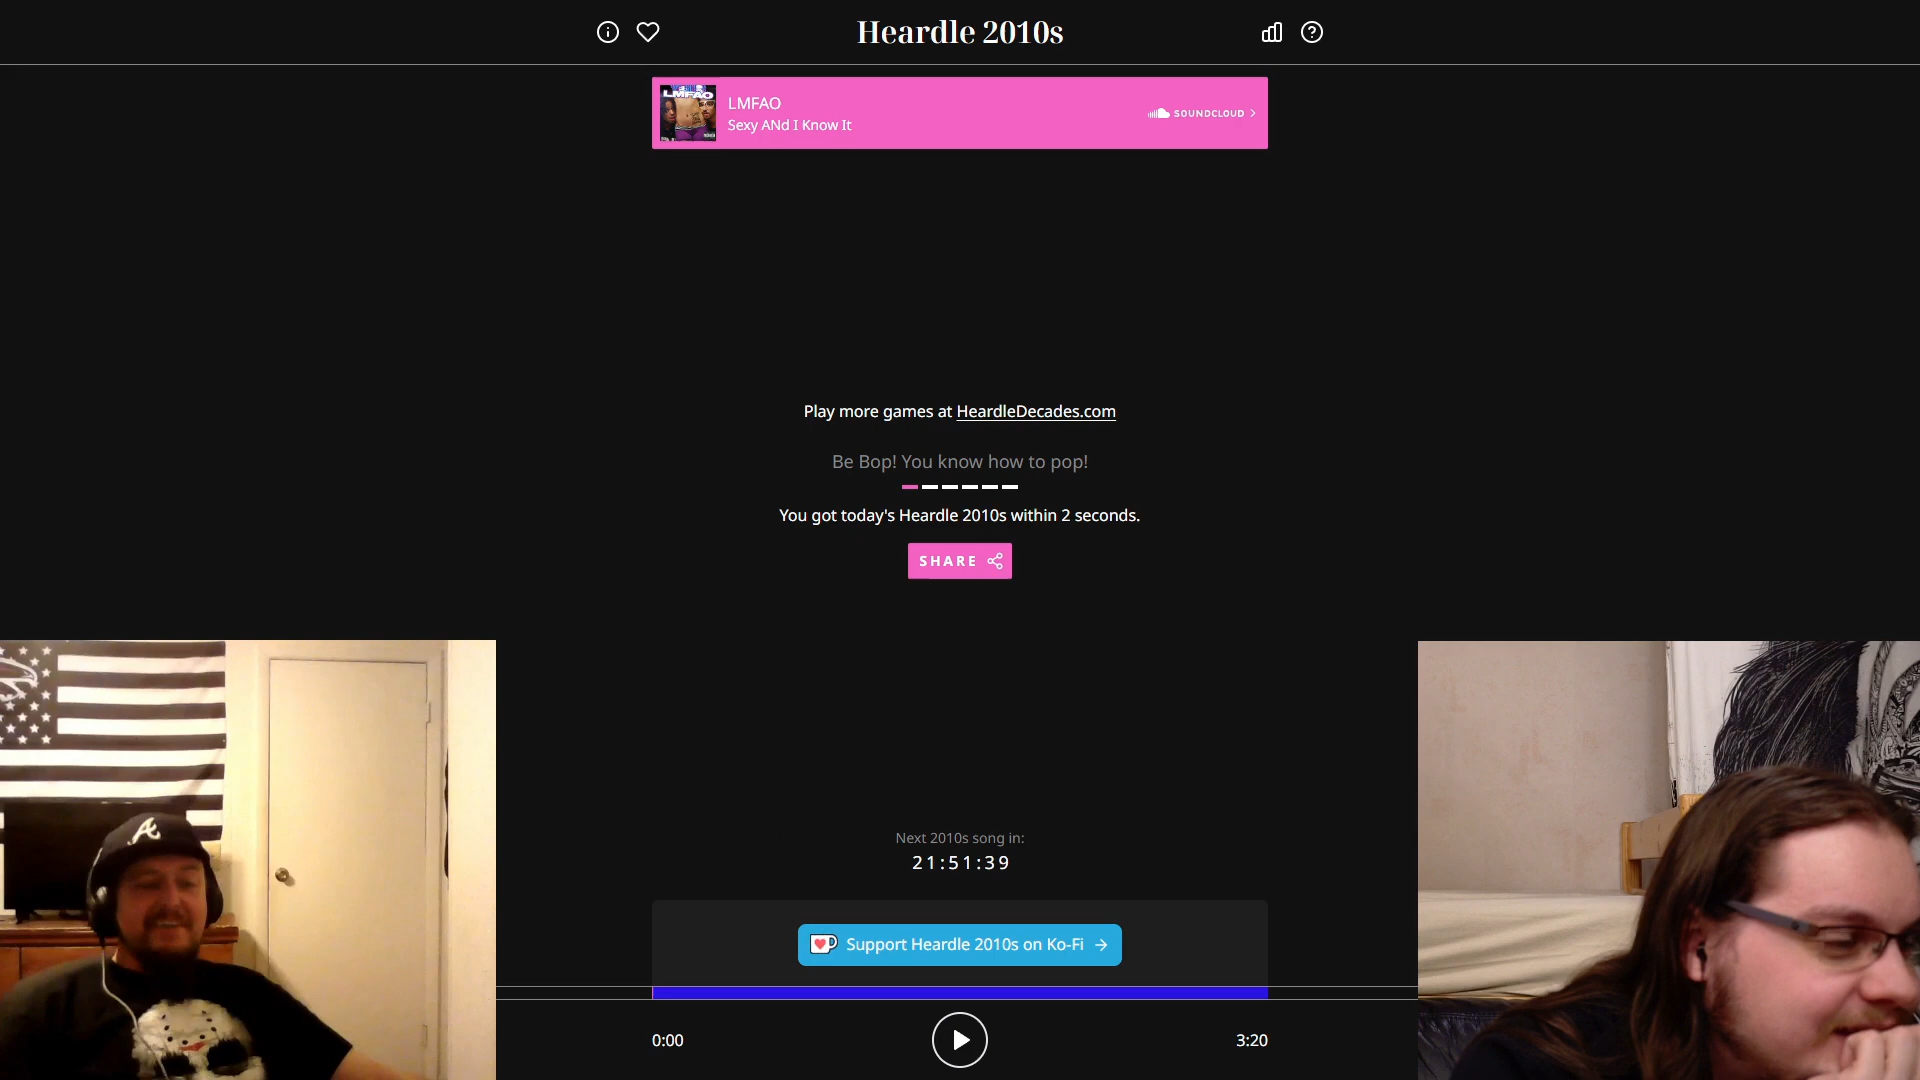 Heardle 2010s
LMFAO
LMFAO
Sexy ANd I Know It
SOUNDCLOUD
Play more games at HeardleDecades.com
Be Bop! You know how to pop!
You got today's Heardle 2010s within 2 seconds.
SHARE
Next 2010s song in:
21:51:39
Support Heardle 2010s on Ko-Fi
0:00
3:20
A